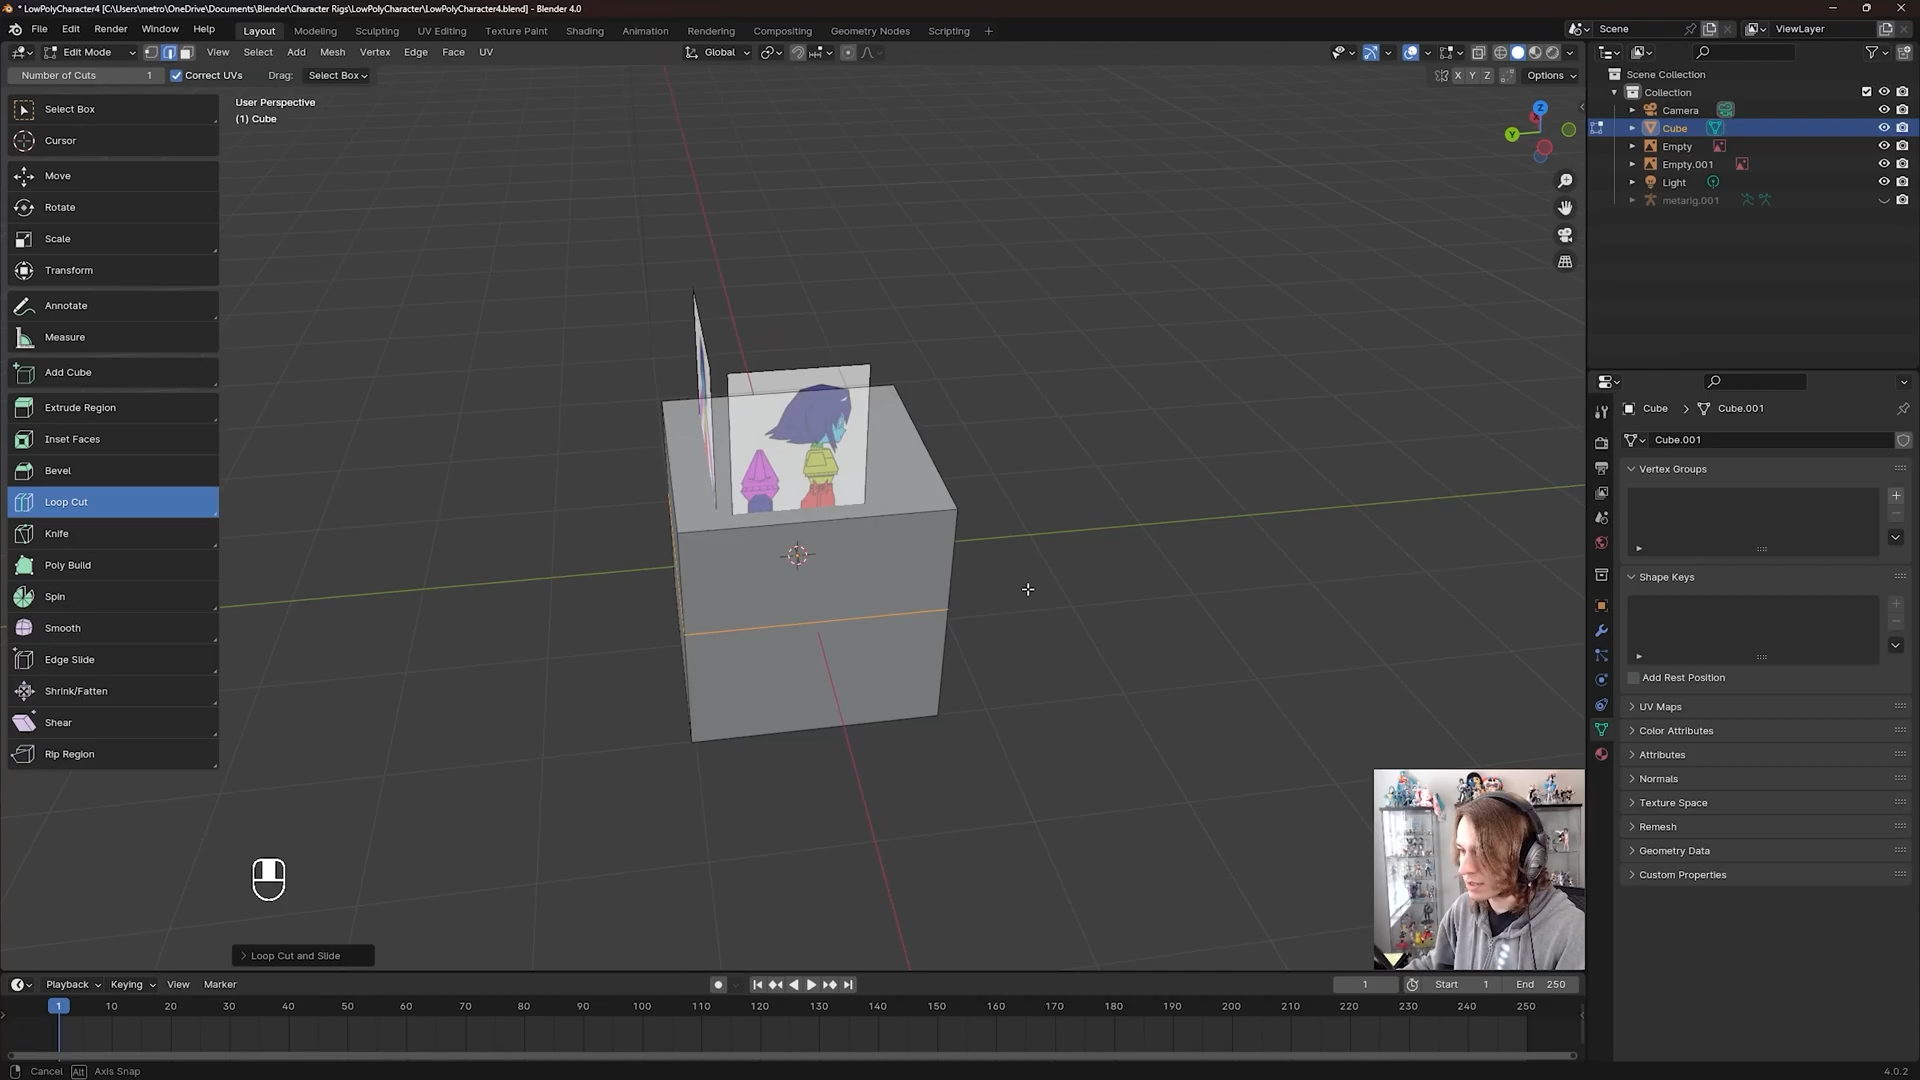 * LowPolyCharacter4 [C:\Users\metro\OneDrive\Documents\Blender\Character Rigs\LowPolyCharacter\LowPolyCharacter4.blend] - Blender 4.0
File Edit Render Window Help Layout Modeling Sculpting UV Editing Texture Paint Shading Animation Rendering Compositing Geometry Nodes Scripting + Scene ViewLayer
Edit Mode View Select Add Mesh Vertex Edge Face UV Global
Number of Cuts 1 Correct UVs Drag: Select Box X Y Z Options
User Perspective
(1) Cube
Select Box
Cursor
Move
Rotate
Scale
Transform
Annotate
Measure
Add Cube
Extrude Region
Inset Faces
Bevel
Loop Cut
Knife
Poly Build
Spin
Smooth
Edge Slide
Shrink/Fatten
Shear
Rip Region
Z
Y
Scene Collection
Collection
Camera
Cube
Empty
Empty.001
Light
metarig.001
Cube > Cube.001
Cube.001
Vertex Groups
Shape Keys
Add Rest Position
UV Maps
Color Attributes
Attributes
Normals
Texture Space
Remesh
Geometry Data
Custom Properties
Loop Cut and Slide
Playback Keying View Marker 1 Start 1 End 250
1 10 20 30 40 50 60 70 80 90 100 110 120 130 140 150 160 170 180 190 200 210 220 230 240 250
Cancel Alt Axis Snap 4.0.2